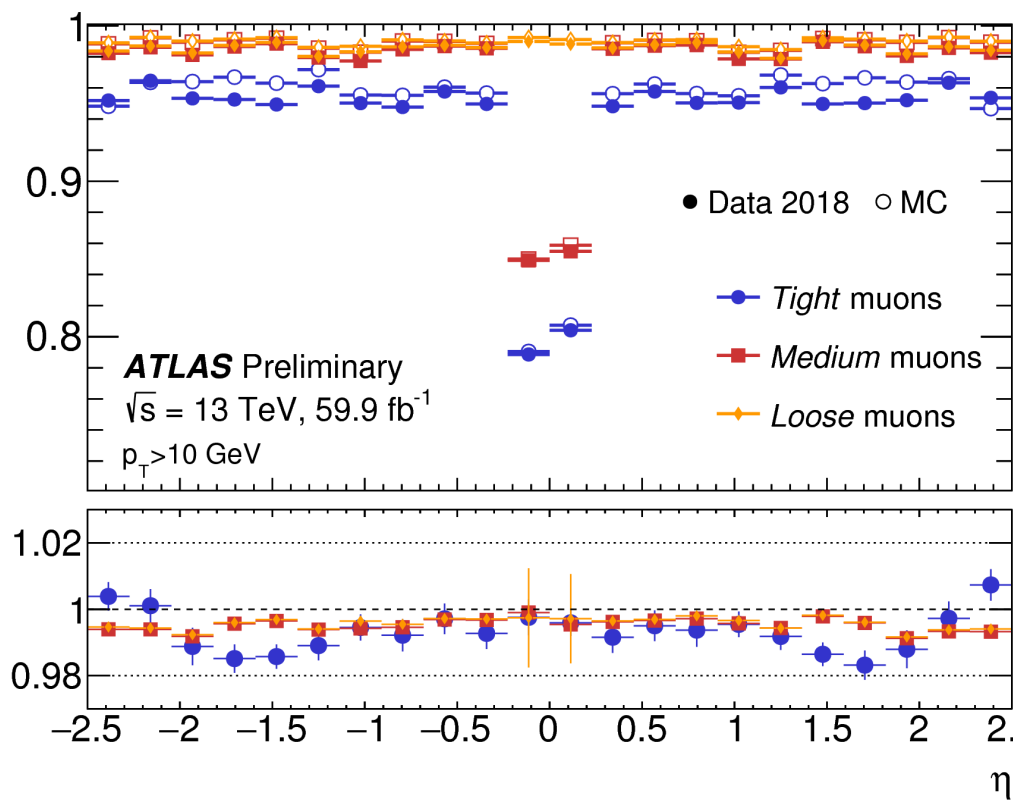 1
0.9
0.8
Data 2018 MC
Tight muons
Medium muons
Loose muons
ATLAS Preliminary
√s = 13 TeV, 59.9 fb-1
pT>10 GeV
1.02
1
0.98
−2.5 −2 −1.5 −1 −0.5 0 0.5 1 1.5 2 2.
η